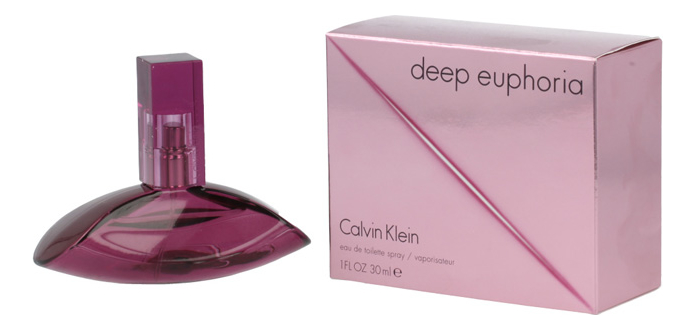 deep euphoria
Calvin Klein
eau de toilette spray / vaporisateur
1 FL OZ 30 ml ℮